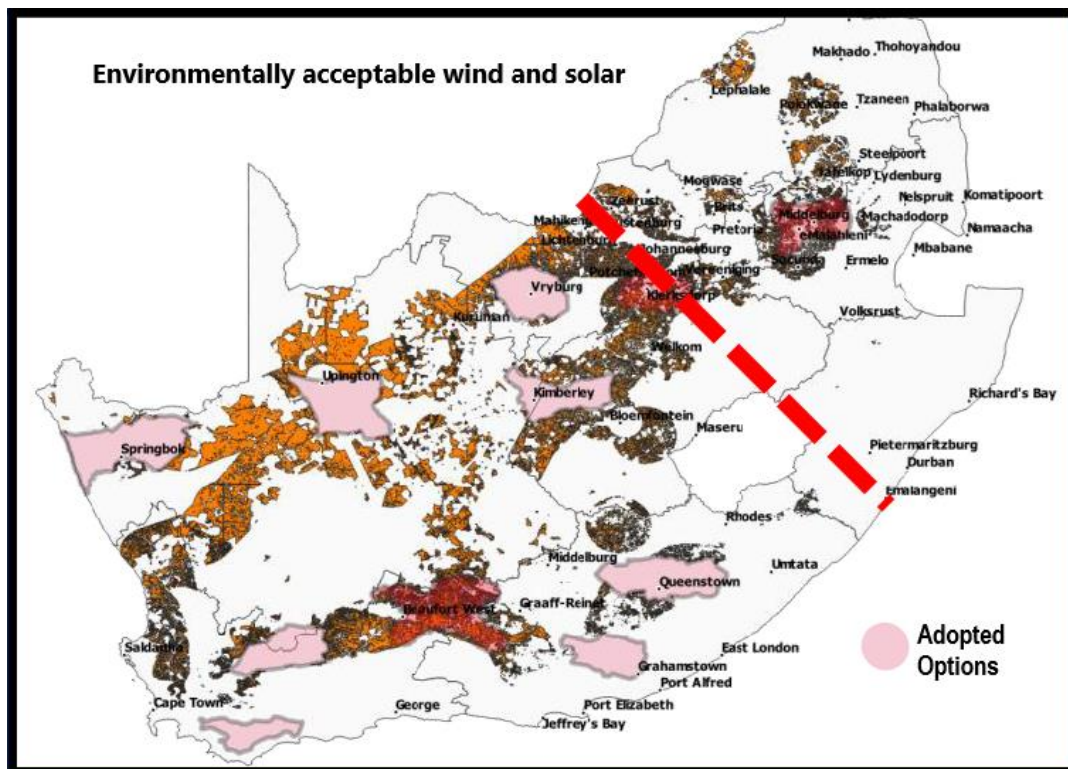 Environmentally acceptable wind and solar
Makhado
Thohoyandou
Lephalale
Polokwane
Tzaneen
Phalaborwa
Steelpoort
Tafelkop
Lydenburg
Mogwase
Zeerust
Brits
Nelspruit
Komatipoort
Middelburg
Machadodorp
Mahikeng
Pretoria
eMalahleni
Namaacha
Lichtenburg
Johannesburg
Mbabane
Secunda
Ermelo
Vereeniging
Vryburg
Klerksdorp
Kuruman
Volksrust
Welkom
Upington
Kimberley
Richard's Bay
Bloemfontein
Maseru
Springbok
Pietermaritzburg
Durban
Emalangeni
Rhodes
Middelburg
Umtata
Queenstown
Beaufort West
Graaff-Reinet
Adopted
Options
Saldanha
East London
Grahamstown
Port Alfred
Cape Town
George
Port Elizabeth
Jeffrey's Bay